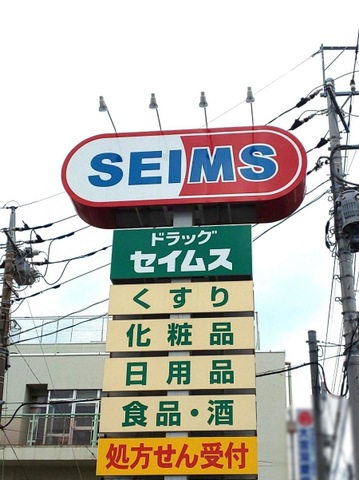 SEIMS
ドラッグ
セイムス
くすり
化粧品
日用品
食品・酒
処方せん受付